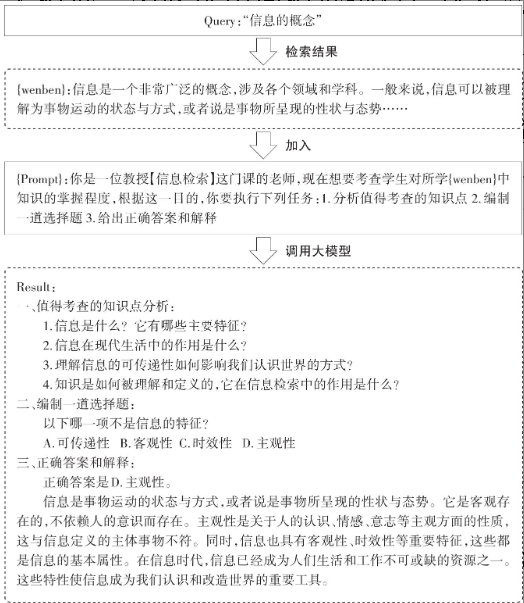 Query:“信息的概念”
检索结果
{wenben}:信息是一个非常广泛的概念,涉及各个领域和学科。一般来说,信息可以被理
解为事物运动的状态与方式,或者说是事物所呈现的性状与态势……
加入
{Prompt}:你是一位教授【信息检索】这门课的老师,现在想要考查学生对所学{wenben}中
知识的掌握程度,根据这一目的,你要执行下列任务:1.分析值得考查的知识点 2.编制
一道选择题 3.给出正确答案和解释
调用大模型
Result:
一、值得考查的知识点分析:
1.信息是什么？它有哪些主要特征?
2.信息在现代生活中的作用是什么?
3.理解信息的可传递性如何影响我们认识世界的方式?
4.知识是如何被理解和定义的,它在信息检索中的作用是什么?
二、编制一道选择题:
以下哪一项不是信息的特征?
A.可传递性 B.客观性 C.时效性 D.主观性
三、正确答案和解释:
正确答案是D.主观性。
信息是事物运动的状态与方式,或者说是事物所呈现的性状与态势。它是客观存
在的,不依赖人的意识而存在。主观性是关于人的认识、情感、意志等主观方面的性质,
这与信息定义的主体事物不符。同时,信息也具有客观性、时效性等重要特征,这些都
是信息的基本属性。在信息时代,信息已经成为人们生活和工作不可或缺的资源之一。
这些特性使信息成为我们认识和改造世界的重要工具。